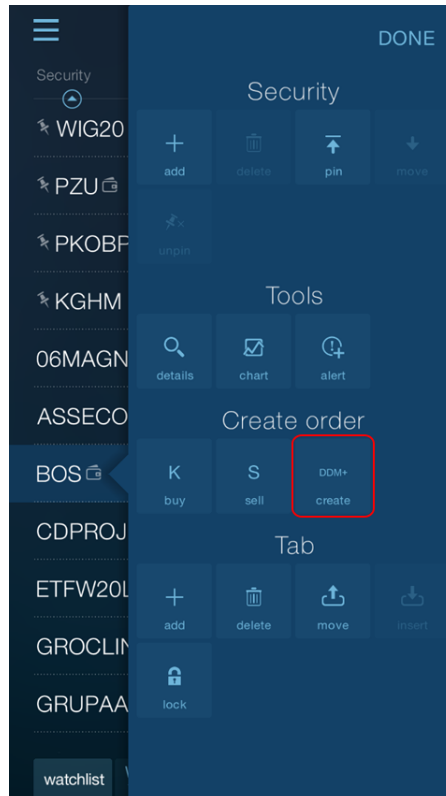 DONE
Security
Security
WIG20
add
delete
pin
move
PZU
unpin
PKOBP
KGHM
Tools
06MAGN
details
chart
alert
ASSECO
Create order
BOS
K
S
DDM+
buy
sell
create
CDPROJ
Tab
ETFW20L
add
delete
move
insert
GROCLIN
lock
GRUPAA
watchlist